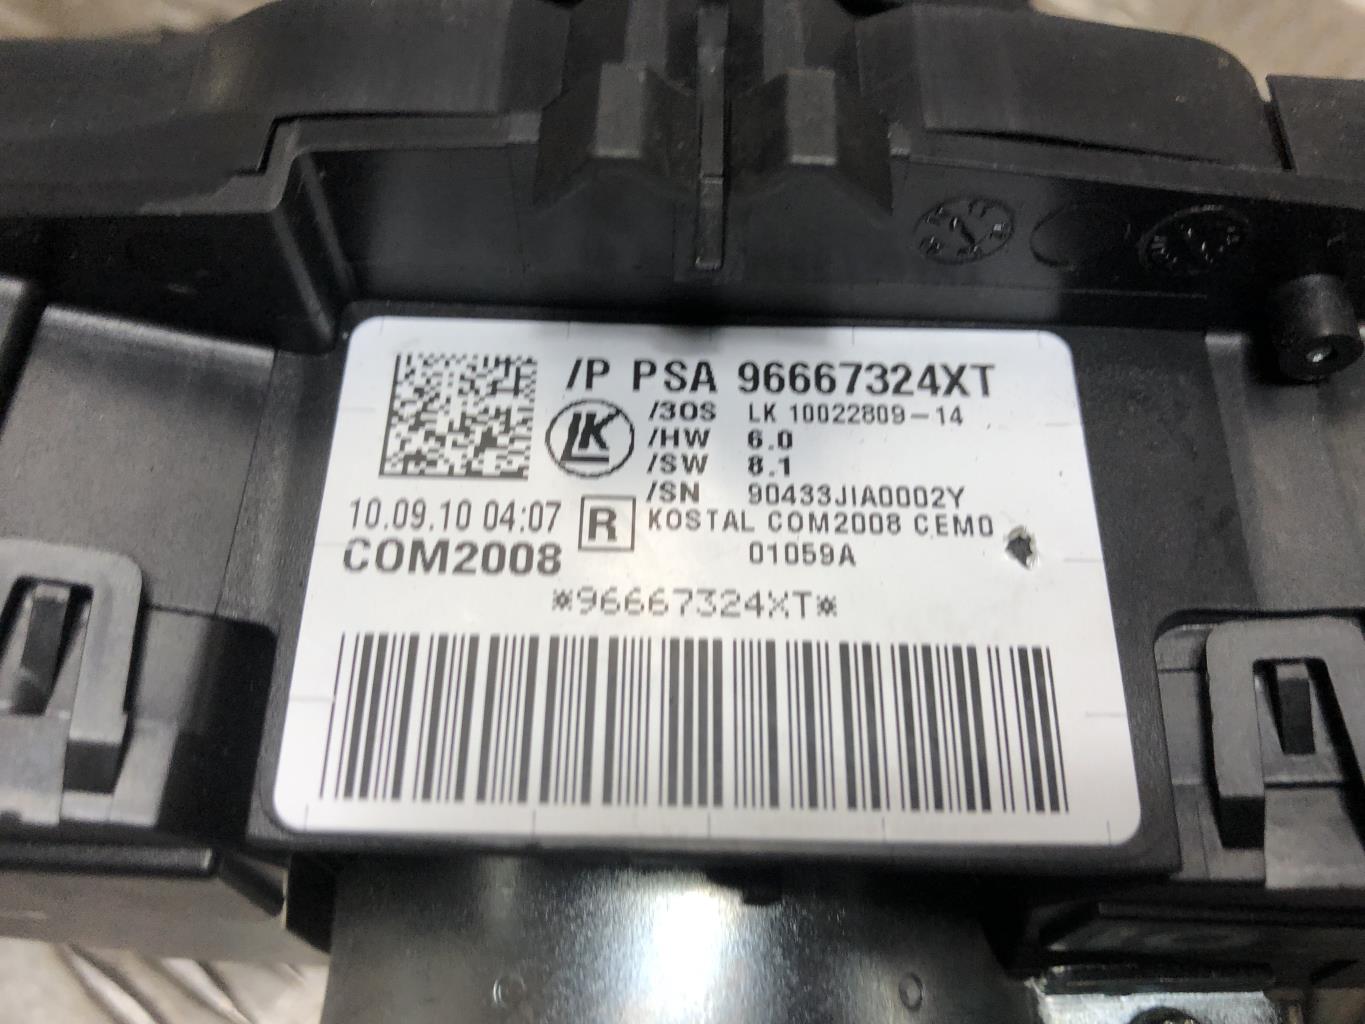 /P PSA 96667324XT
/30S LK 10022809-14
LK
/HW 6.0
/SW 8.1
/SN 90433JIA0002Y
10.09.10 04:07
R
KOSTAL COM2008 CEM0
COM2008
01059A
*96667324XT*